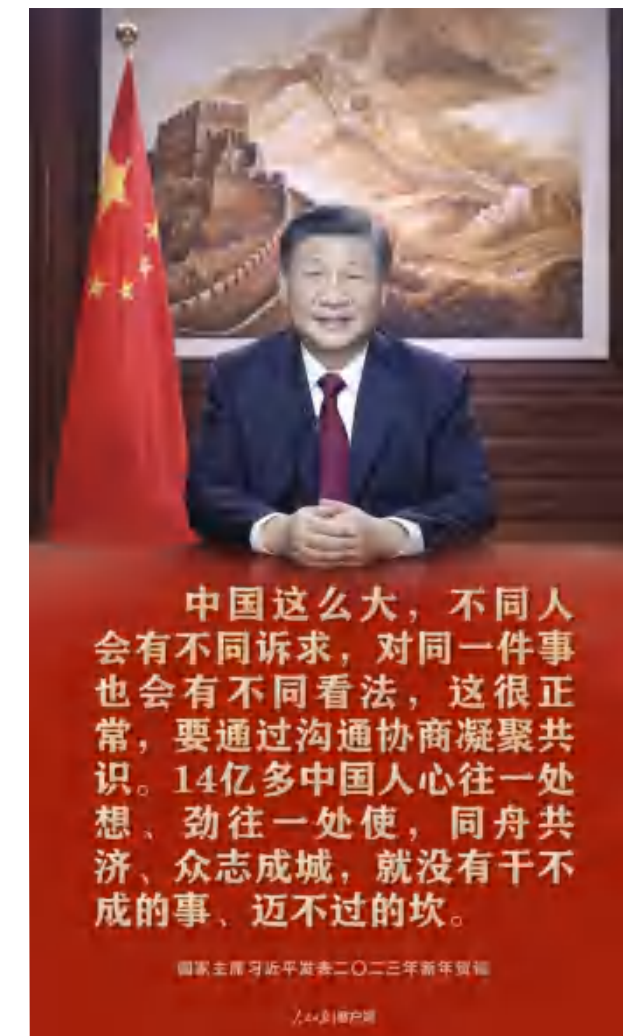 中国这么大，不同人
会有不同诉求，对同一件事
也会有不同看法，这很正
常，要通过沟通协商凝聚共
识。14亿多中国人心往一处
想、劲往一处使，同舟共
济、众志成城，就没有干不
成的事、迈不过的坎。
国家主席习近平发表二〇二三年新年贺词
人民日报客户端